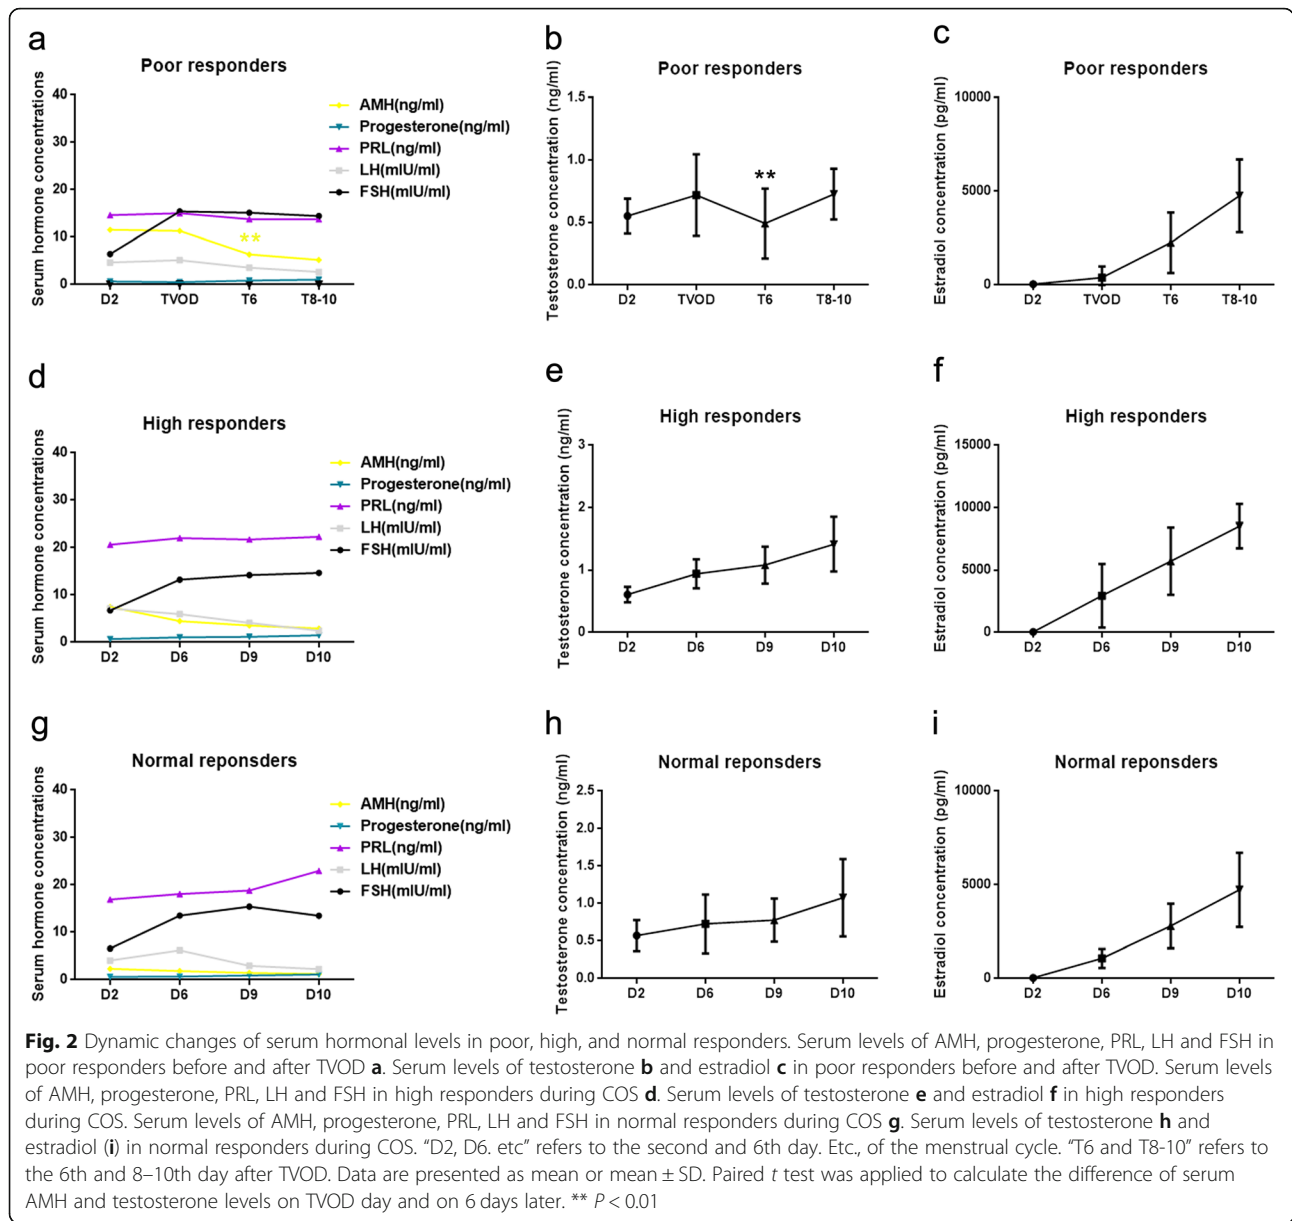 a
Poor responders
Serum hormone concentrations
40
30
20
10
0
D2 TVOD T6 T8-10
**
AMH(ng/ml)
Progesterone(ng/ml)
PRL(ng/ml)
LH(mIU/ml)
FSH(mIU/ml)
b
Poor responders
Testosterone concentration (ng/ml)
1.5
1.0
0.5
0.0
**
D2 TVOD T6 T8-10
c
Poor responders
Estradiol concentration (pg/ml)
10000
5000
0
D2 TVOD T6 T8-10
d
High responders
Serum hormone concentrations
40
30
20
10
0
D2 D6 D9 D10
AMH(ng/ml)
Progesterone(ng/ml)
PRL(ng/ml)
LH(mIU/ml)
FSH(mIU/ml)
e
High responders
Testosterone concentration (ng/ml)
3
2
1
0
D2 D6 D9 D10
f
High responders
Estradiol concentration (pg/ml)
15000
10000
5000
0
D2 D6 D9 D10
g
Normal reponsders
Serum hormone concentrations
40
30
20
10
0
D2 D6 D9 D10
AMH(ng/ml)
Progesterone(ng/ml)
PRL(ng/ml)
LH(mIU/ml)
FSH(mIU/ml)
h
Normal reponsders
Testosterone concentration (ng/ml)
2.5
2.0
1.5
1.0
0.5
0.0
D2 D6 D9 D10
i
Normal reponsders
Estradiol concentration (pg/ml)
10000
5000
0
D2 D6 D9 D10
Fig. 2 Dynamic changes of serum hormonal levels in poor, high, and normal responders. Serum levels of AMH, progesterone, PRL, LH and FSH in
poor responders before and after TVOD a. Serum levels of testosterone b and estradiol c in poor responders before and after TVOD. Serum levels
of AMH, progesterone, PRL, LH and FSH in high responders during COS d. Serum levels of testosterone e and estradiol f in high responders
during COS. Serum levels of AMH, progesterone, PRL, LH and FSH in normal responders during COS g. Serum levels of testosterone h and
estradiol (i) in normal responders during COS. “D2, D6. etc” refers to the second and 6th day. Etc., of the menstrual cycle. “T6 and T8-10” refers to
the 6th and 8–10th day after TVOD. Data are presented as mean or mean ± SD. Paired t test was applied to calculate the difference of serum
AMH and testosterone levels on TVOD day and on 6 days later. ** P < 0.01